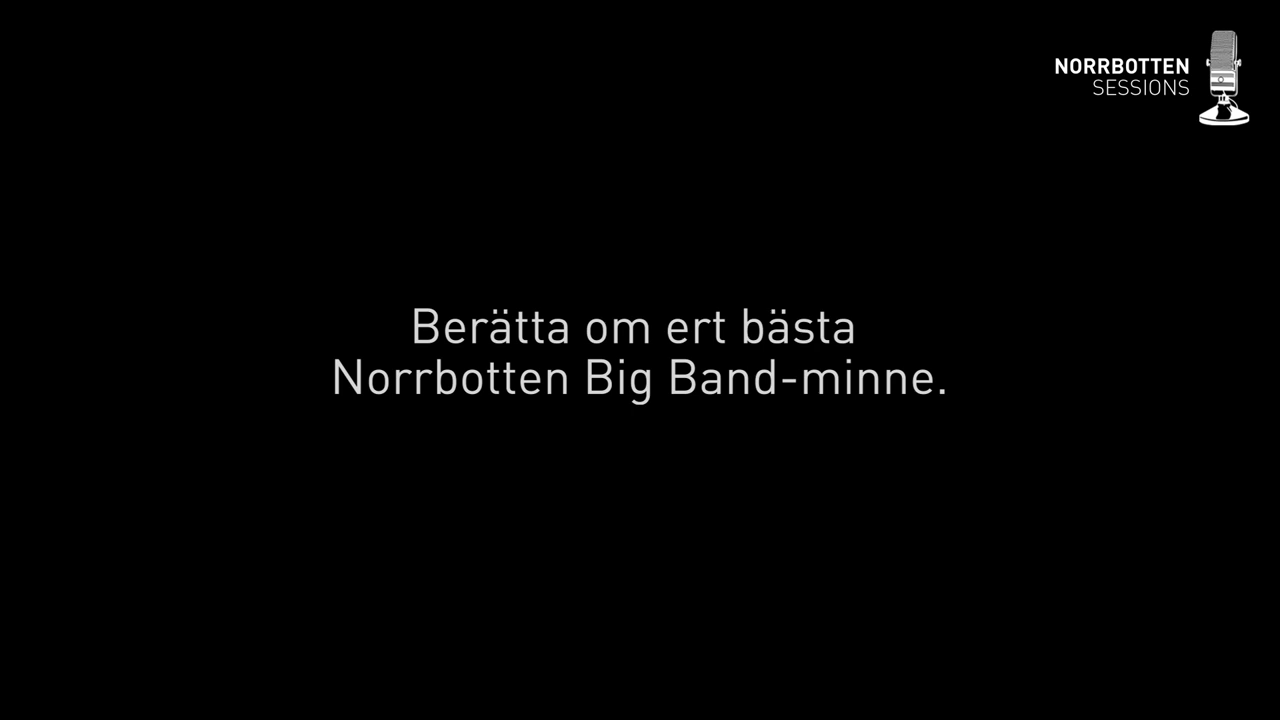 NORRBOTTEN
SESSIONS
Berätta om ert bästa
Norrbotten Big Band-minne.